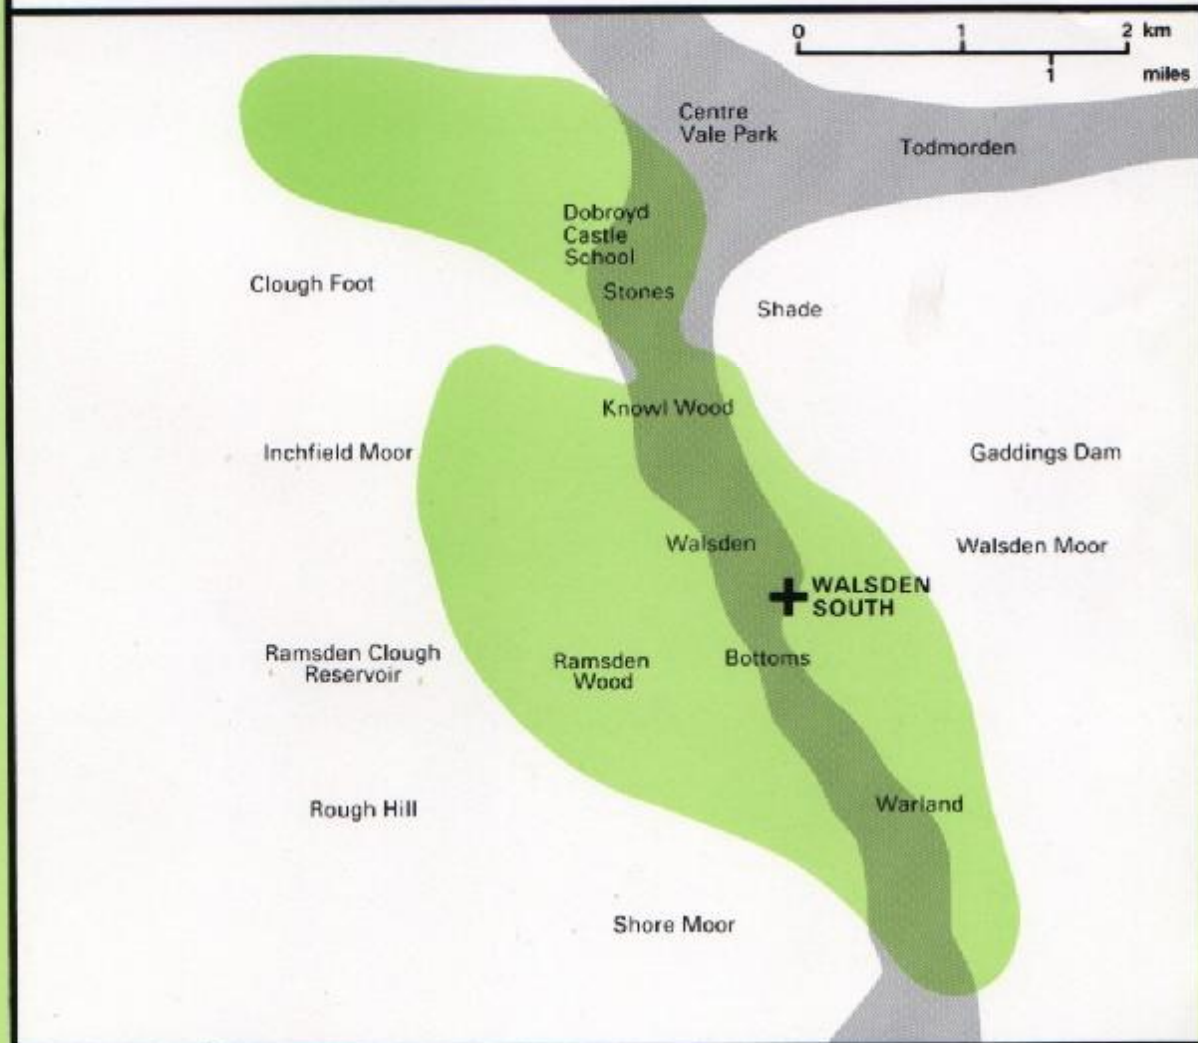 0 1 2 km
1 miles
Centre
Vale Park
Todmorden
Dobroyd
Castle
School
Clough Foot
Stones
Shade
Knowl Wood
Inchfield Moor
Gaddings Dam
Walsden
Walsden Moor
WALSDEN
SOUTH
Ramsden Clough
Reservoir
Ramsden
Wood
Bottoms
Rough Hill
Warland
Shore Moor